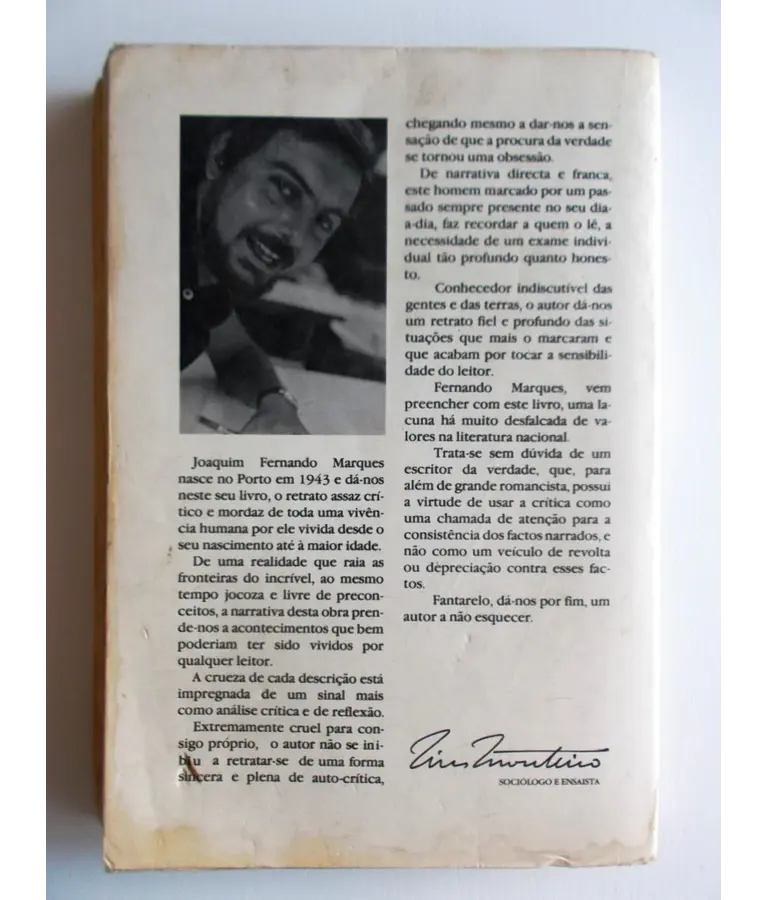 Joaquim Fernando Marques
nasce no Porto em 1943 e dá-nos
neste seu livro, o retrato assaz crí-
tico e mordaz de toda uma vivên-
cia humana por ele vivida desde o
seu nascimento até à maior idade.
De uma realidade que raia as
fronteiras do incrível, ao mesmo
tempo jocoza e livre de precon-
ceitos, a narrativa desta obra pren-
de-nos a acontecimentos que bem
poderiam ter sido vividos por
qualquer leitor.
A crueza de cada descrição está
impregnada de um sinal mais
como análise crítica e de reflexão.
Extremamente cruel para con-
sigo próprio, o autor não se ini-
biu a retratar-se de uma forma
sincera e plena de auto-crítica,
chegando mesmo a dar-nos a sen-
sação de que a procura da verdade
se tornou uma obsessão.
De narrativa directa e franca,
este homem marcado por um pas-
sado sempre presente no seu dia-
a-dia, faz recordar a quem o lê, a
necessidade de um exame indivi-
dual tão profundo quanto hones-
to.
Conhecedor indiscutível das
gentes e das terras, o autor dá-nos
um retrato fiel e profundo das si-
tuações que mais o marcaram e
que acabam por tocar a sensibili-
dade do leitor.
Fernando Marques, vem
preencher com este livro, uma la-
cuna há muito desfalcada de va-
lores na literatura nacional.
Trata-se sem dúvida de um
escritor da verdade, que, para
além de grande romancista, possui
a virtude de usar a crítica como
uma chamada de atenção para a
consistência dos factos narrados, e
não como um veículo de revolta
ou depreciação contra esses fac-
tos.
Fantarelo, dá-nos por fim, um
autor a não esquecer.
SOCIÓLOGO E ENSAISTA